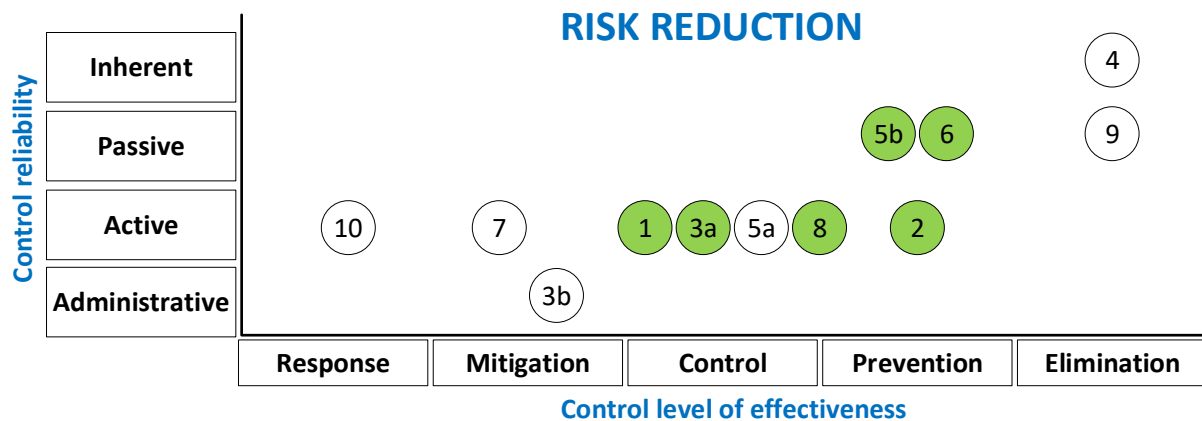 RISK REDUCTION
Control reliability
Inherent
4
Passive
5b 6 9
Active
10 7 1 3a 5a 8 2
Administrative
3b
Response Mitigation Control Prevention Elimination
Control level of effectiveness